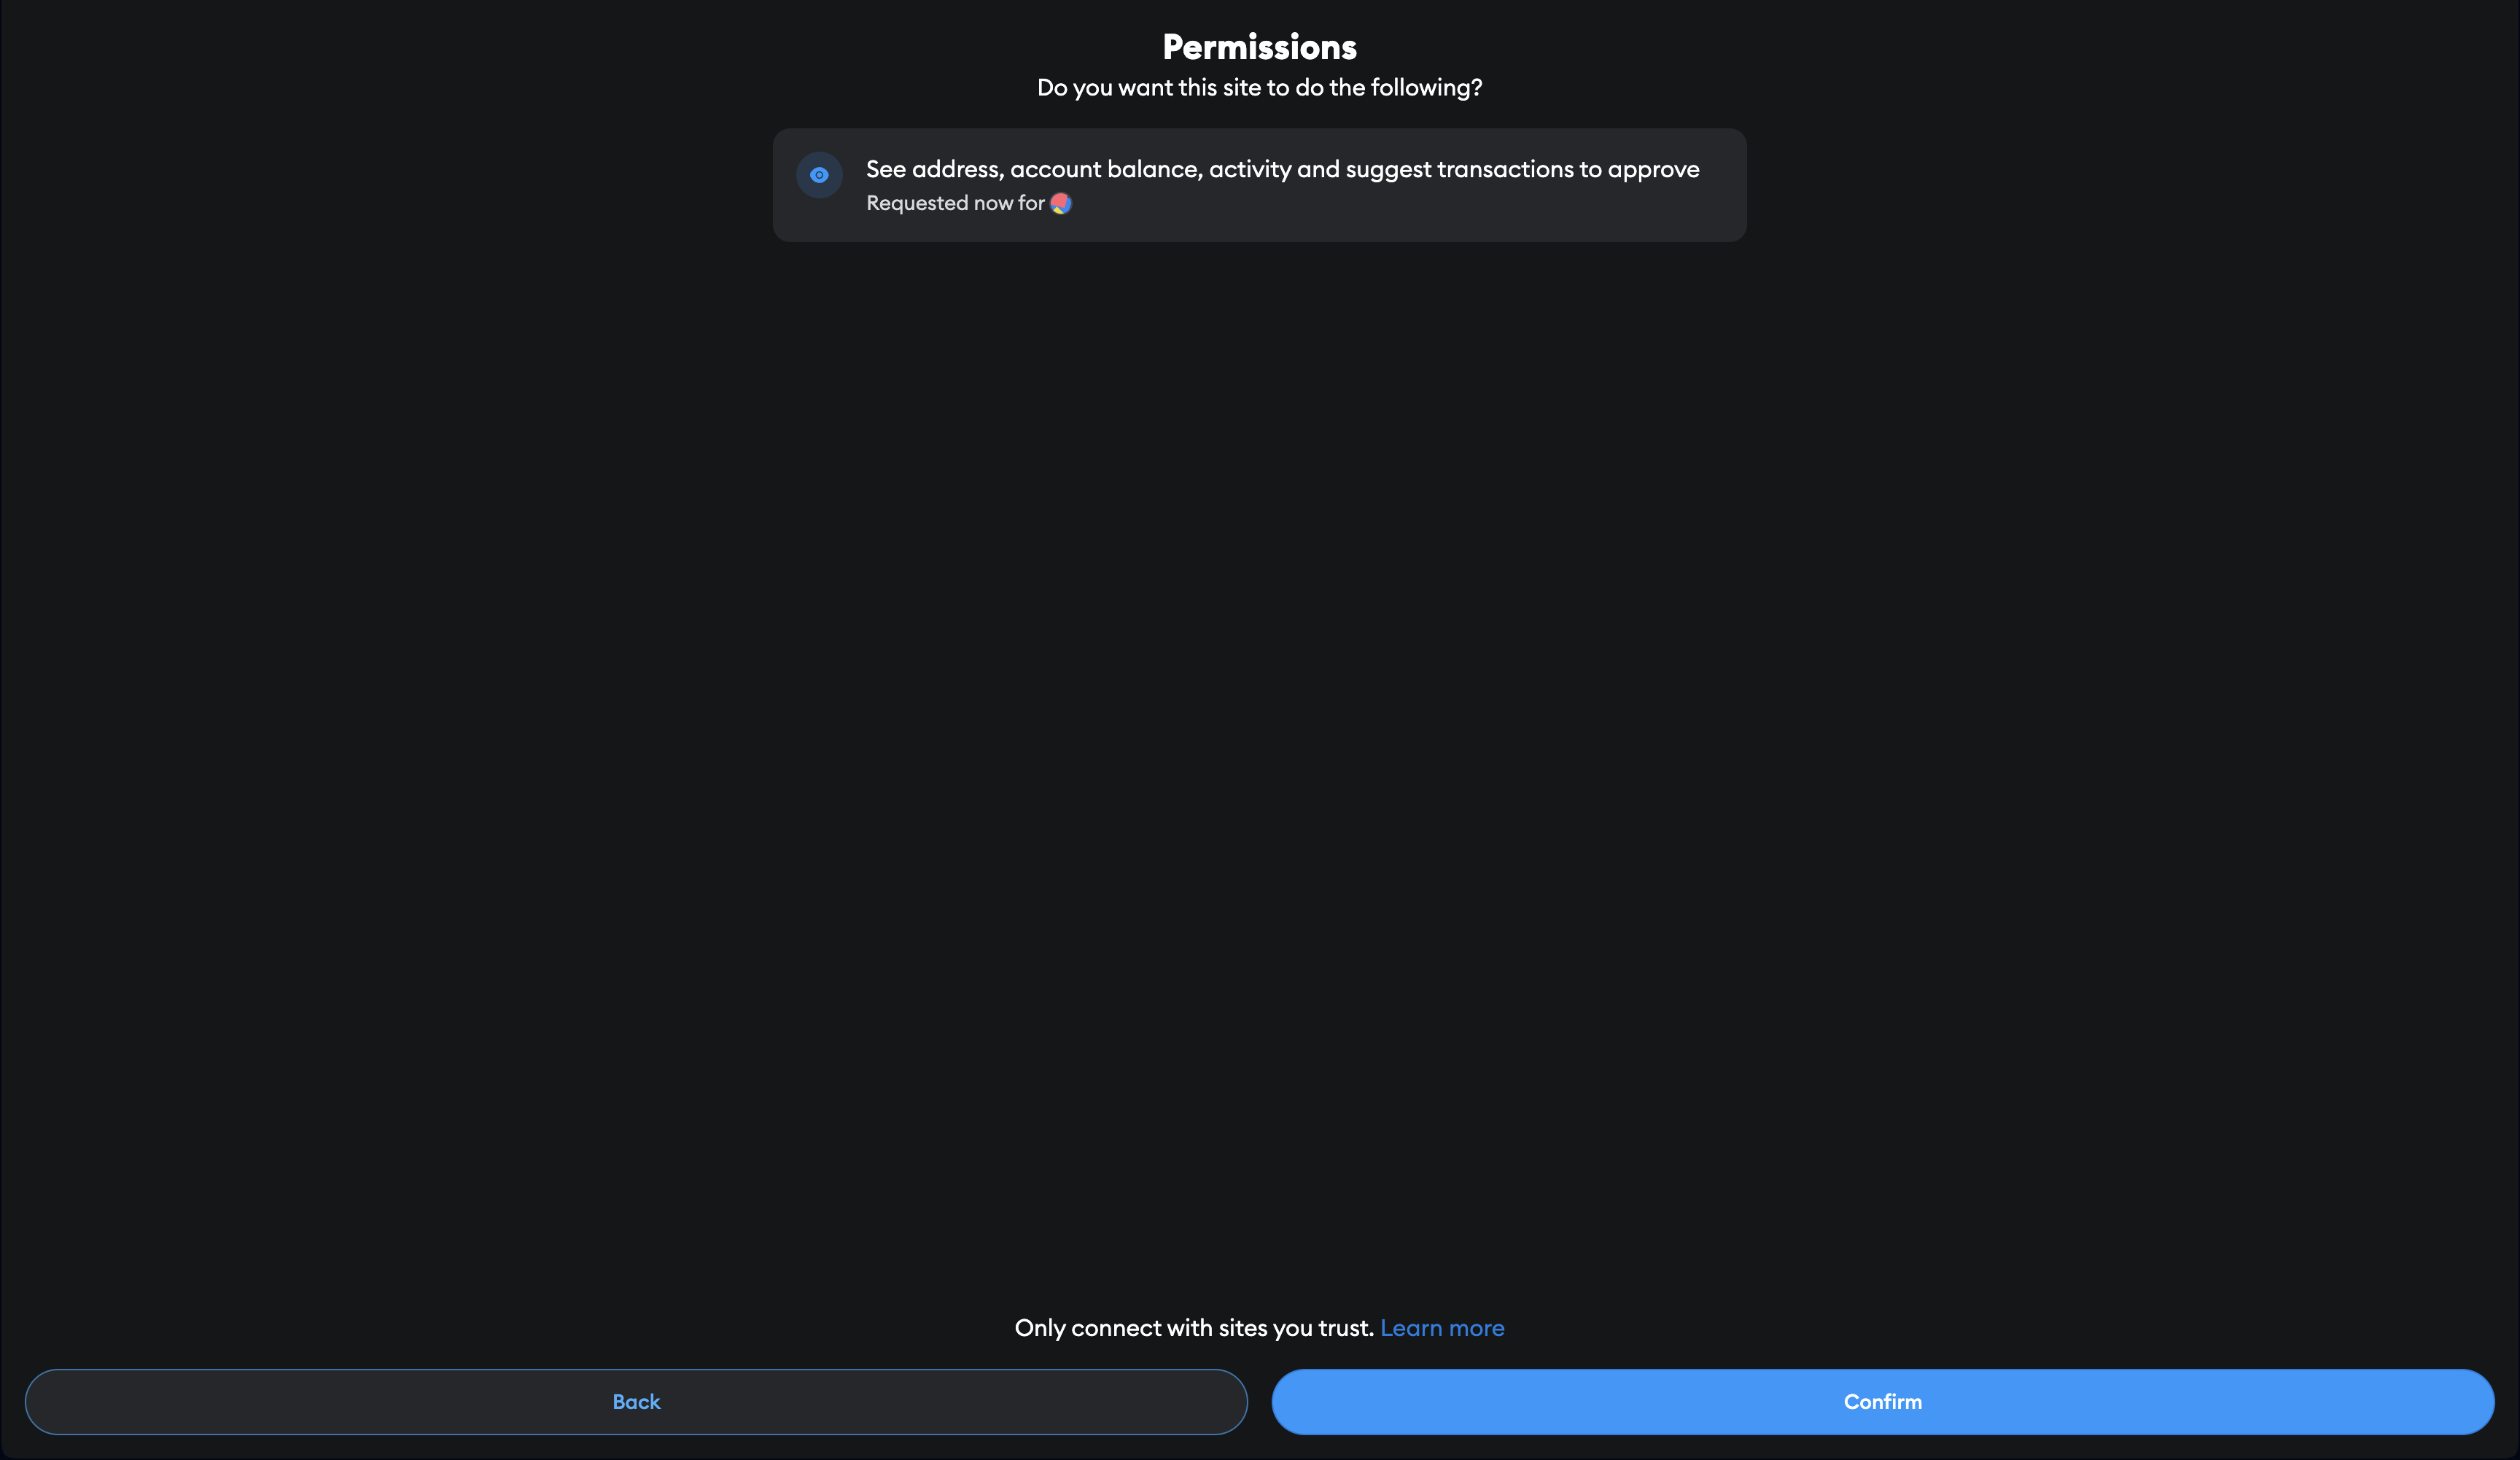 Permissions
Do you want this site to do the following?
See address, account balance, activity and suggest transactions to approve
Requested now for
Only connect with sites you trust. Learn more
Back
Confirm